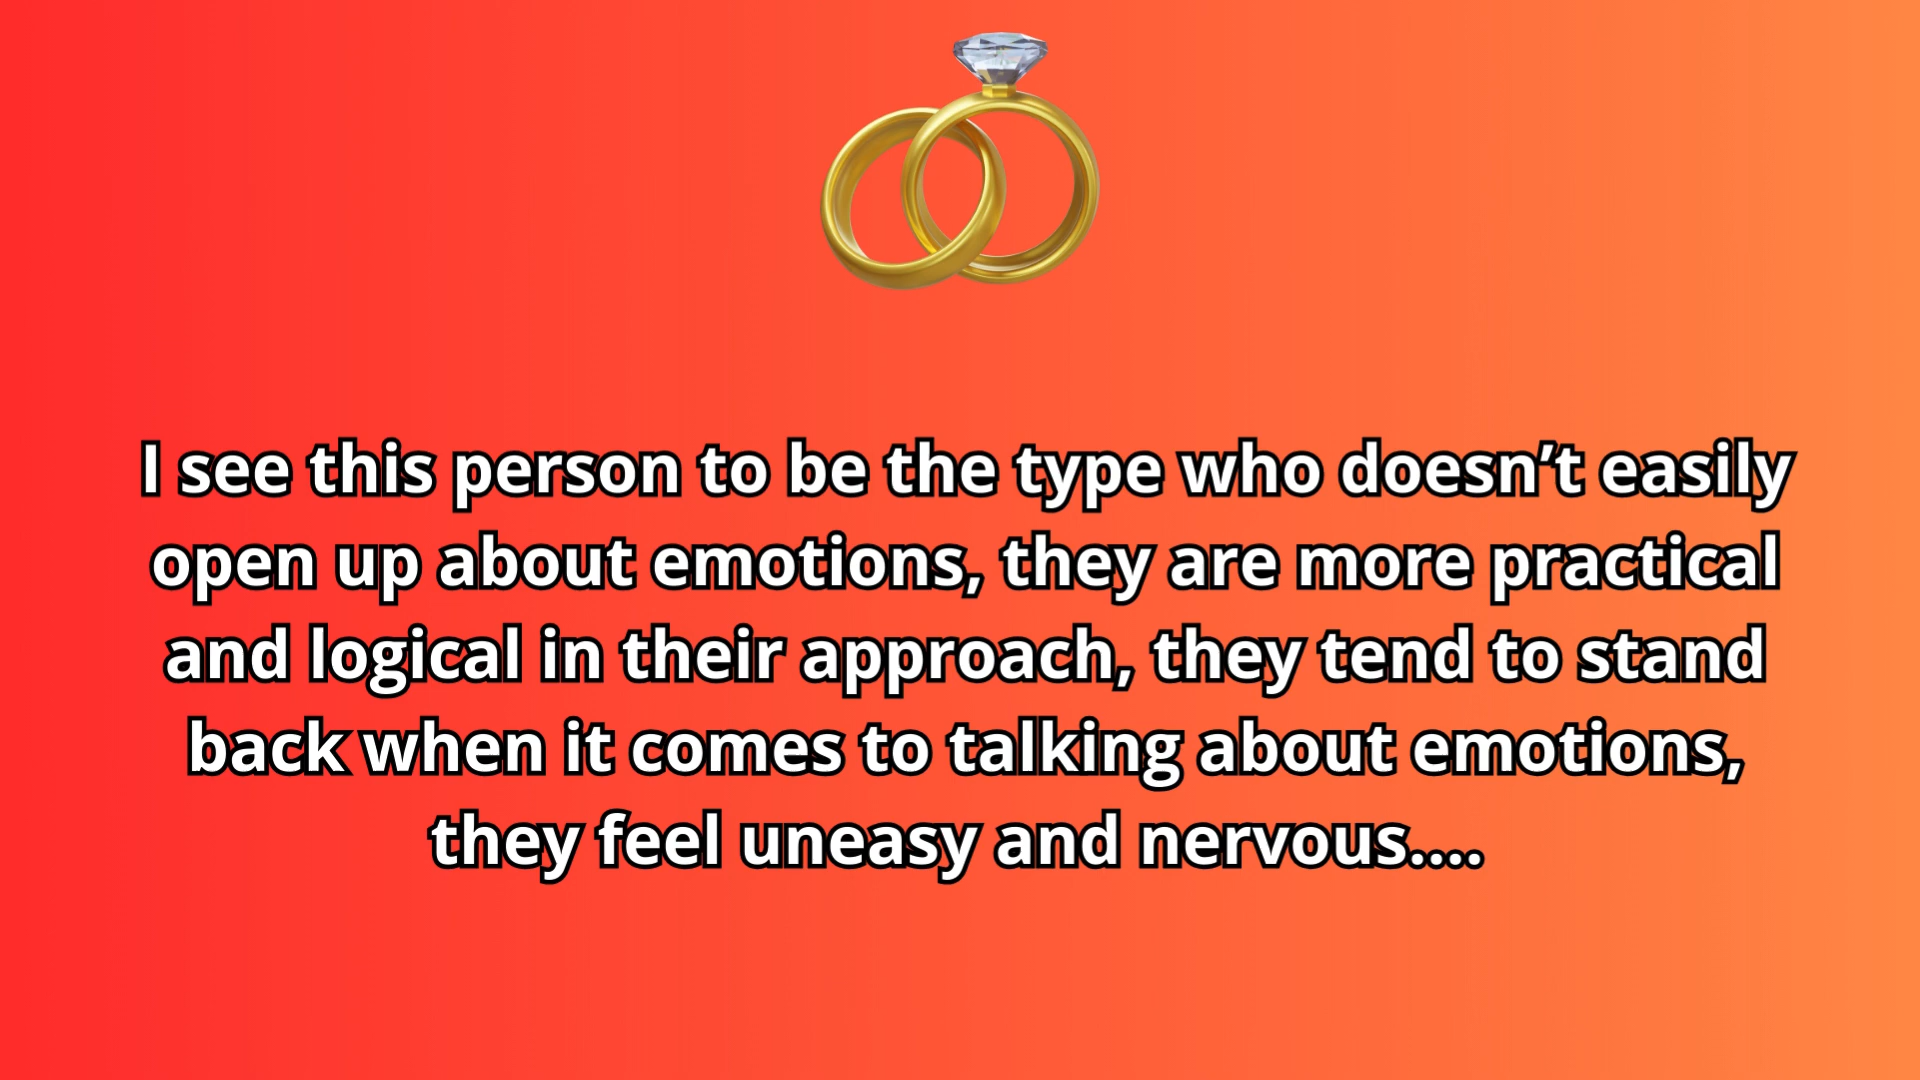 I see this person to be the type who doesn’t easily
open up about emotions, they are more practical
and logical in their approach, they tend to stand
back when it comes to talking about emotions,
they feel uneasy and nervous....